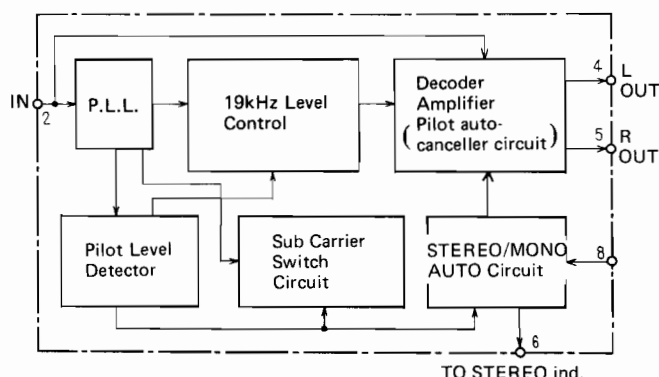 IN
2
P.L.L.
19kHz Level
Control
Decoder
Amplifier
( Pilot auto-
canceller circuit )
4
L
OUT
5
R
OUT
Pilot Level
Detector
Sub Carrier
Switch
Circuit
STEREO/MONO
AUTO Circuit
8
6
TO STEREO ind.